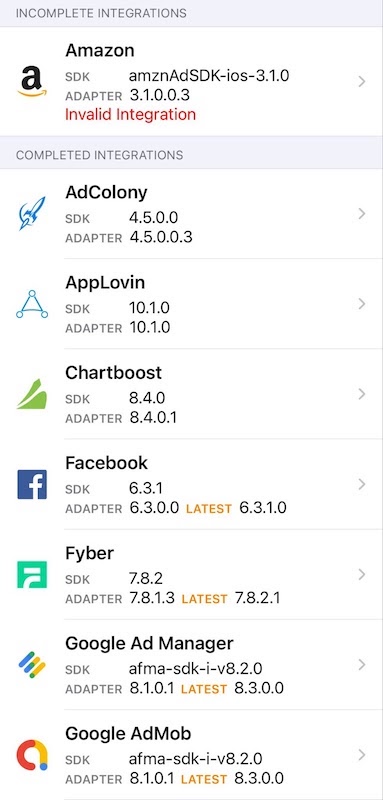 INCOMPLETE INTEGRATIONS
Amazon
SDK amznAdSDK-ios-3.1.0
ADAPTER 3.1.0.0.3
Invalid Integration
COMPLETED INTEGRATIONS
AdColony
SDK 4.5.0.0
ADAPTER 4.5.0.0.3
AppLovin
SDK 10.1.0
ADAPTER 10.1.0
Chartboost
SDK 8.4.0
ADAPTER 8.4.0.1
Facebook
SDK 6.3.1
ADAPTER 6.3.0.0 LATEST 6.3.1.0
Fyber
SDK 7.8.2
ADAPTER 7.8.1.3 LATEST 7.8.2.1
Google Ad Manager
SDK afma-sdk-i-v8.2.0
ADAPTER 8.1.0.1 LATEST 8.3.0.0
Google AdMob
SDK afma-sdk-i-v8.2.0
ADAPTER 8.1.0.1 LATEST 8.3.0.0